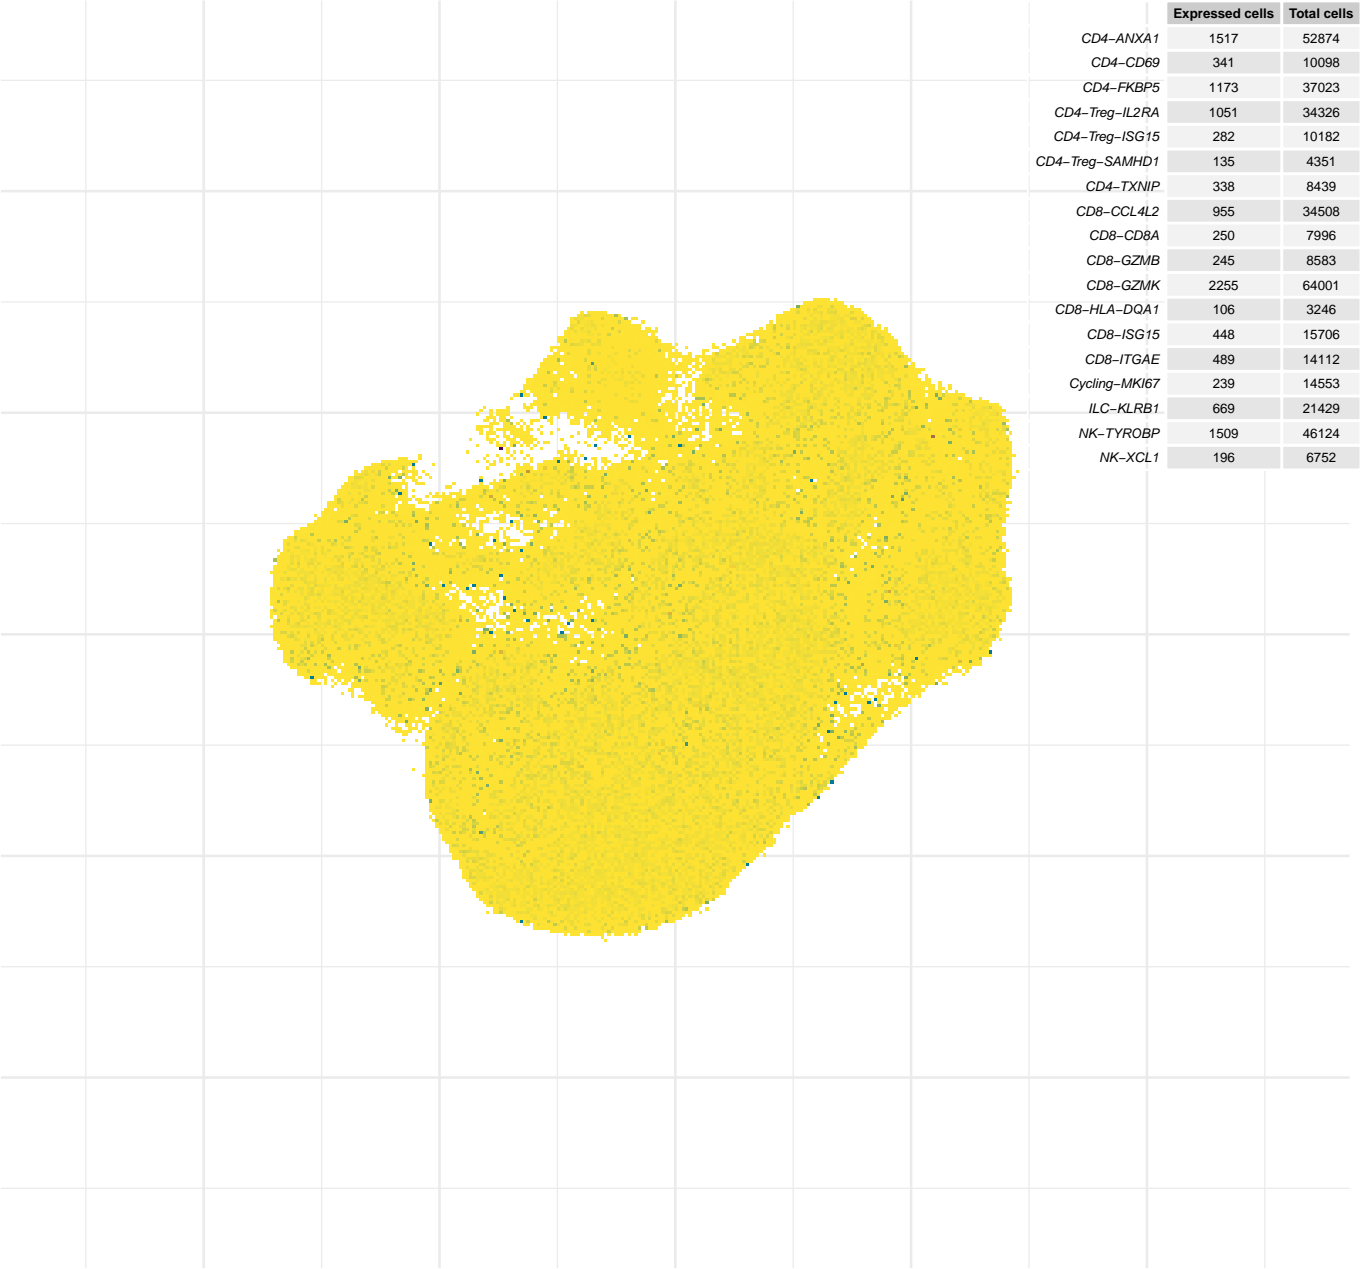 Expressed cells Total cells
CD4−ANXA1 1517 52874
CD4−CD69 341 10098
CD4−FKBP5 1173 37023
CD4−Treg−IL2RA 1051 34326
CD4−Treg−ISG15 282 10182
CD4−Treg−SAMHD1 135 4351
CD4−TXNIP 338 8439
CD8−CCL4L2 955 34508
CD8−CD8A 250 7996
CD8−GZMB 245 8583
CD8−GZMK 2255 64001
CD8−HLA−DQA1 106 3246
CD8−ISG15 448 15706
CD8−ITGAE 489 14112
Cycling−MKI67 239 14553
ILC−KLRB1 669 21429
NK−TYROBP 1509 46124
NK−XCL1 196 6752